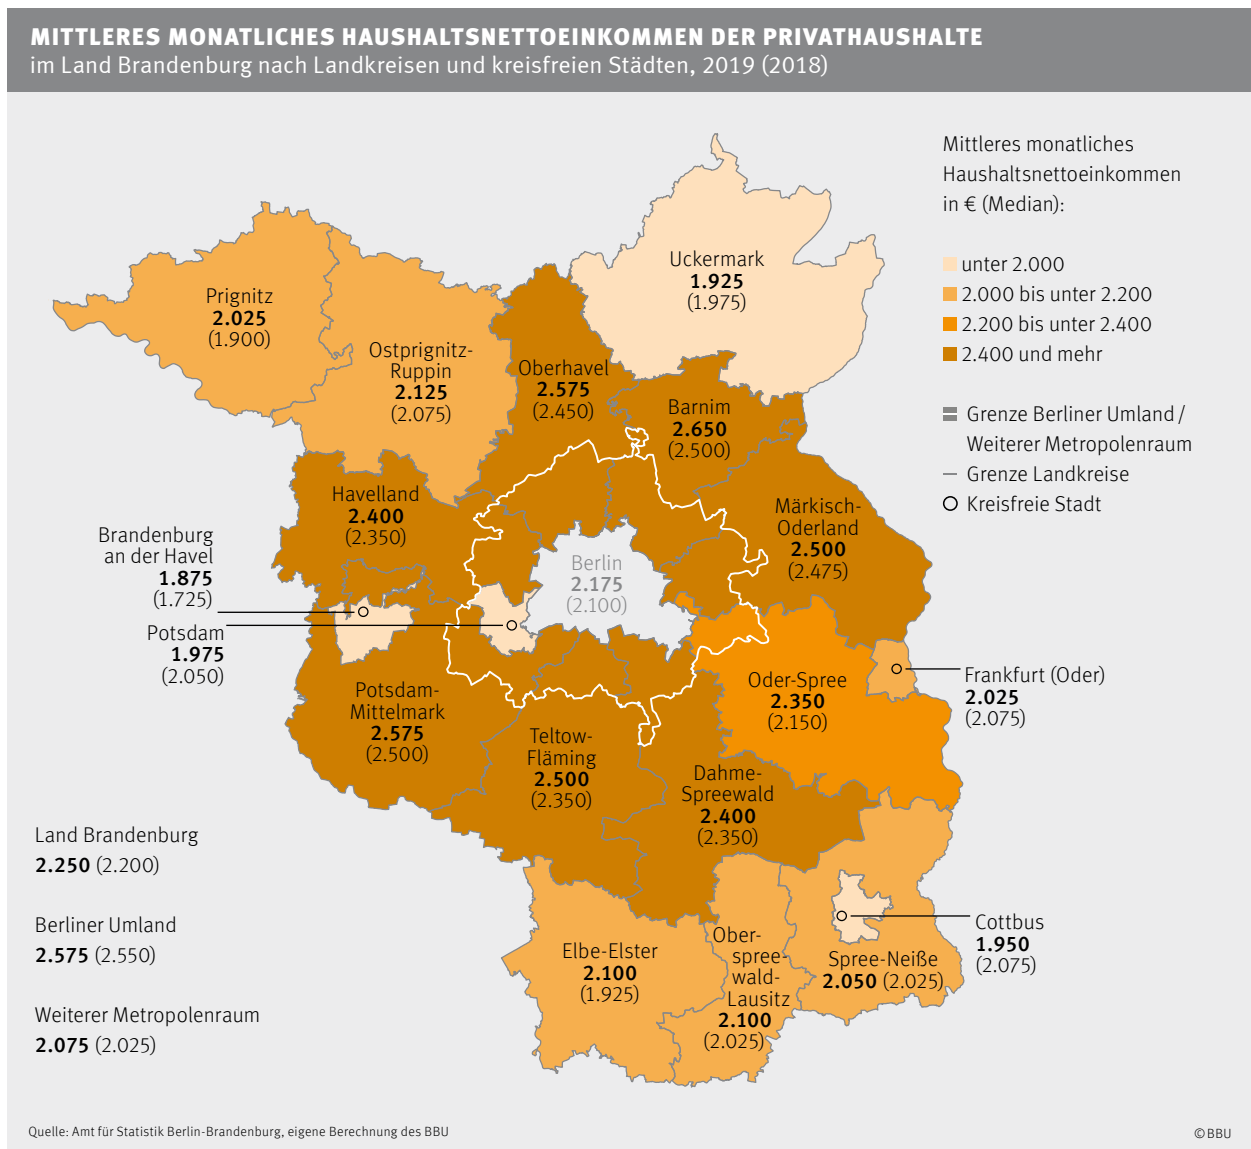 MITTLERES MONATLICHES HAUSHALTSNETTOEINKOMMEN DER PRIVATHAUSHALTE
im Land Brandenburg nach Landkreisen und kreisfreien Städten, 2019 (2018)
Mittleres monatliches
Haushaltsnettoeinkommen
in € (Median):
unter 2.000
2.000 bis unter 2.200
2.200 bis unter 2.400
2.400 und mehr
Grenze Berliner Umland /
Weiterer Metropolenraum
Grenze Landkreise
Kreisfreie Stadt
Uckermark
1.925
(1.975)
Prignitz
2.025
(1.900)
Ostprignitz-
Ruppin
2.125
(2.075)
Oberhavel
2.575
(2.450)
Barnim
2.650
(2.500)
Havelland
2.400
(2.350)
Märkisch-
Oderland
2.500
(2.475)
Brandenburg
an der Havel
1.875
(1.725)
Berlin
2.175
(2.100)
Potsdam
1.975
(2.050)
Frankfurt (Oder)
2.025
(2.075)
Oder-Spree
2.350
(2.150)
Potsdam-
Mittelmark
2.575
(2.500)
Teltow-
Fläming
2.500
(2.350)
Dahme-
Spreewald
2.400
(2.350)
Land Brandenburg
2.250 (2.200)
Berliner Umland
2.575 (2.550)
Weiterer Metropolenraum
2.075 (2.025)
Elbe-Elster
2.100
(1.925)
Ober-
spree-
wald-
Lausitz
2.100
(2.025)
Spree-Neiße
2.050 (2.025)
Cottbus
1.950
(2.075)
Quelle: Amt für Statistik Berlin-Brandenburg, eigene Berechnung des BBU
© BBU